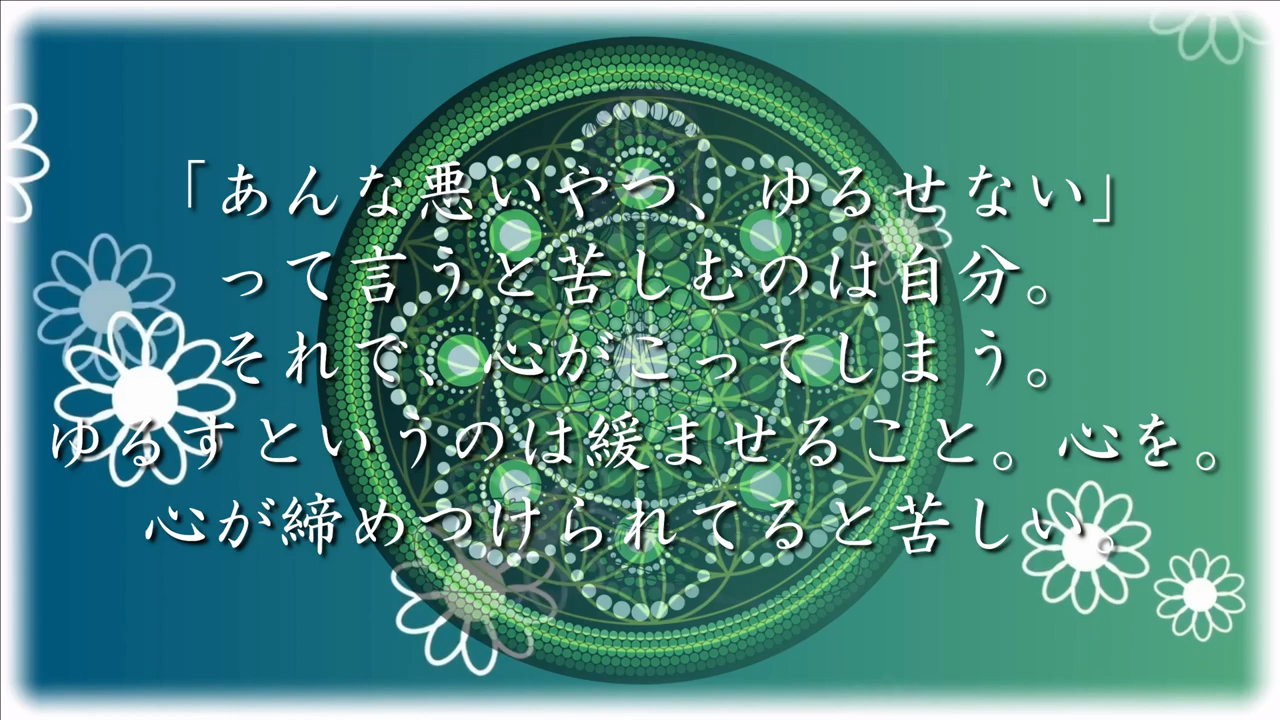 「あんな悪いやつ、ゆるせない」
って言うと苦しむのは自分。
それで、心がこってしまう。
ゆるすというのは緩ませること。心を。
心が締めつけられてると苦しい。